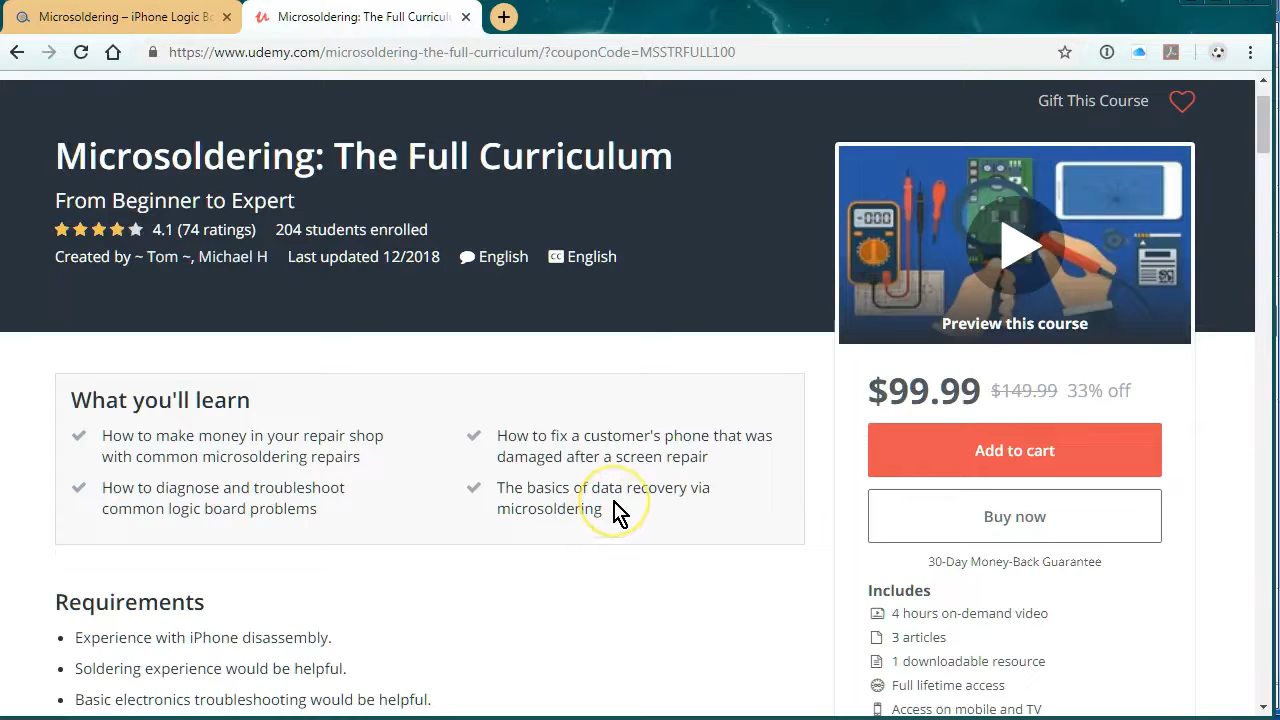 Microsoldering – iPhone Logic Bo
Microsoldering: The Full Curriculu
https://www.udemy.com/microsoldering-the-full-curriculum/?couponCode=MSSTRFULL100
Gift This Course
Microsoldering: The Full Curriculum
From Beginner to Expert
4.1 (74 ratings) 204 students enrolled
Created by ~ Tom ~, Michael H Last updated 12/2018 English CC English
-000
Preview this course
$99.99 $149.99 33% off
Add to cart
Buy now
30-Day Money-Back Guarantee
Includes
4 hours on-demand video
3 articles
1 downloadable resource
Full lifetime access
Access on mobile and TV
What you'll learn
How to make money in your repair shop
with common microsoldering repairs
How to fix a customer's phone that was
damaged after a screen repair
How to diagnose and troubleshoot
common logic board problems
The basics of data recovery via
microsoldering
Requirements
• Experience with iPhone disassembly.
• Soldering experience would be helpful.
• Basic electronics troubleshooting would be helpful.